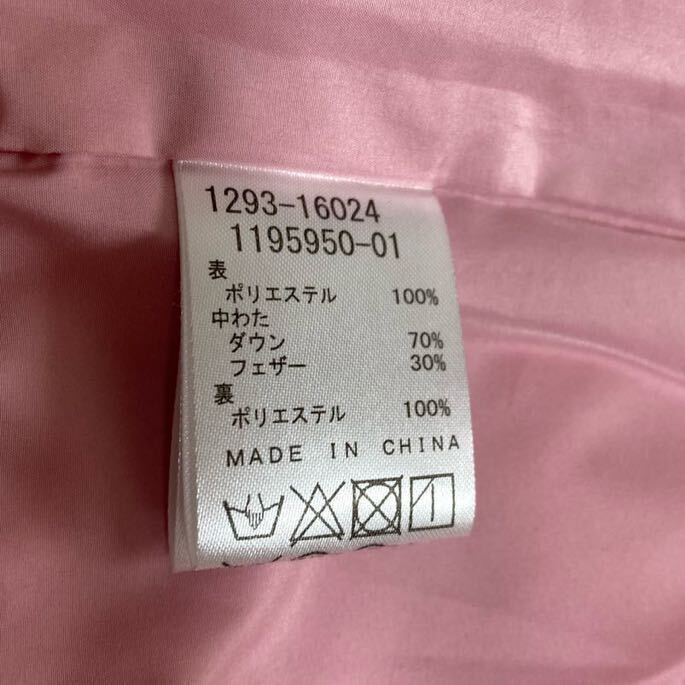 1293-16024
1195950-01
表
ポリエステル 100%
中わた
ダウン 70%
フェザー 30%
裏
ポリエステル 100%
MADE IN CHINA